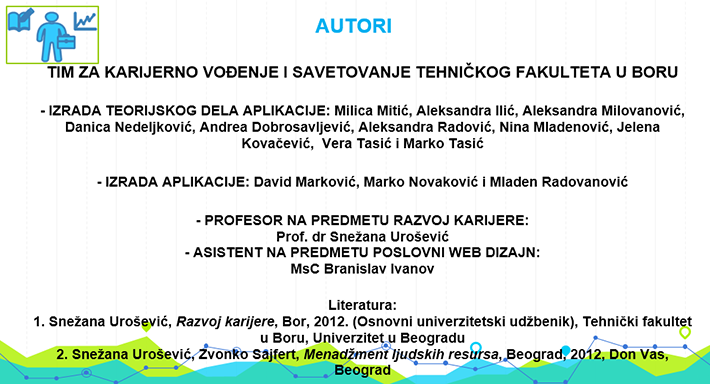 AUTORI
TIM ZA KARIJERNO VOĐENJE I SAVETOVANJE TEHNIČKOG FAKULTETA U BORU
- IZRADA TEORIJSKOG DELA APLIKACIJE: Milica Mitić, Aleksandra Ilić, Aleksandra Milovanović,
Danica Nedeljković, Andrea Dobrosavljević, Aleksandra Radović, Nina Mladenović, Jelena
Kovačević, Vera Tasić i Marko Tasić
- IZRADA APLIKACIJE: David Marković, Marko Novaković i Mladen Radovanović
- PROFESOR NA PREDMETU RAZVOJ KARIJERE:
Prof. dr Snežana Urošević
- ASISTENT NA PREDMETU POSLOVNI WEB DIZAJN:
MsC Branislav Ivanov
Literatura:
1. Snežana Urošević, Razvoj karijere, Bor, 2012. (Osnovni univerzitetski udžbenik), Tehnički fakultet
u Boru, Univerzitet u Beogradu
2. Snežana Urošević, Zvonko Sajfert, Menadžment ljudskih resursa, Beograd, 2012, Don Vas,
Beograd